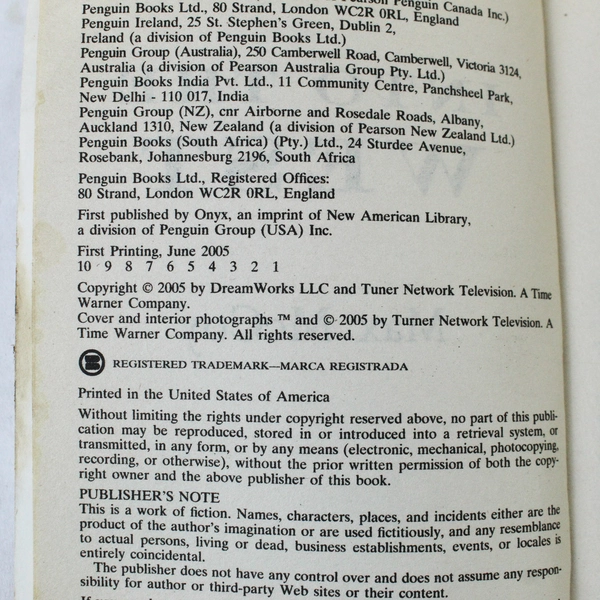 Pearson Penguin Canada Inc.)
Penguin Books Ltd., 80 Strand, London WC2R 0RL, England
Penguin Ireland, 25 St. Stephen's Green, Dublin 2,
Ireland (a division of Penguin Books Ltd.)
Penguin Group (Australia), 250 Camberwell Road, Camberwell, Victoria 3124,
Australia (a division of Pearson Australia Group Pty. Ltd.)
Penguin Books India Pvt. Ltd., 11 Community Centre, Panchsheel Park,
New Delhi - 110 017, India
Penguin Group (NZ), cnr Airborne and Rosedale Roads, Albany,
Auckland 1310, New Zealand (a division of Pearson New Zealand Ltd.)
Penguin Books (South Africa) (Pty.) Ltd., 24 Sturdee Avenue,
Rosebank, Johannesburg 2196, South Africa
Penguin Books Ltd., Registered Offices:
80 Strand, London WC2R 0RL, England
First published by Onyx, an imprint of New American Library,
a division of Penguin Group (USA) Inc.
First Printing, June 2005
10 9 8 7 6 5 4 3 2 1
Copyright © 2005 by DreamWorks LLC and Tuner Network Television. A Time
Warner Company.
Cover and interior photographs ™ and © 2005 by Turner Network Television. A
Time Warner Company. All rights reserved.
REGISTERED TRADEMARK—MARCA REGISTRADA
Printed in the United States of America
Without limiting the rights under copyright reserved above, no part of this publi-
cation may be reproduced, stored in or introduced into a retrieval system, or
transmitted, in any form, or by any means (electronic, mechanical, photocopying,
recording, or otherwise), without the prior written permission of both the copy-
right owner and the above publisher of this book.
PUBLISHER'S NOTE
This is a work of fiction. Names, characters, places, and incidents either are the
product of the author's imagination or are used fictitiously, and any resemblance
to actual persons, living or dead, business establishments, events, or locales is
entirely coincidental.
The publisher does not have any control over and does not assume any respon-
sibility for author or third-party Web sites or their content.